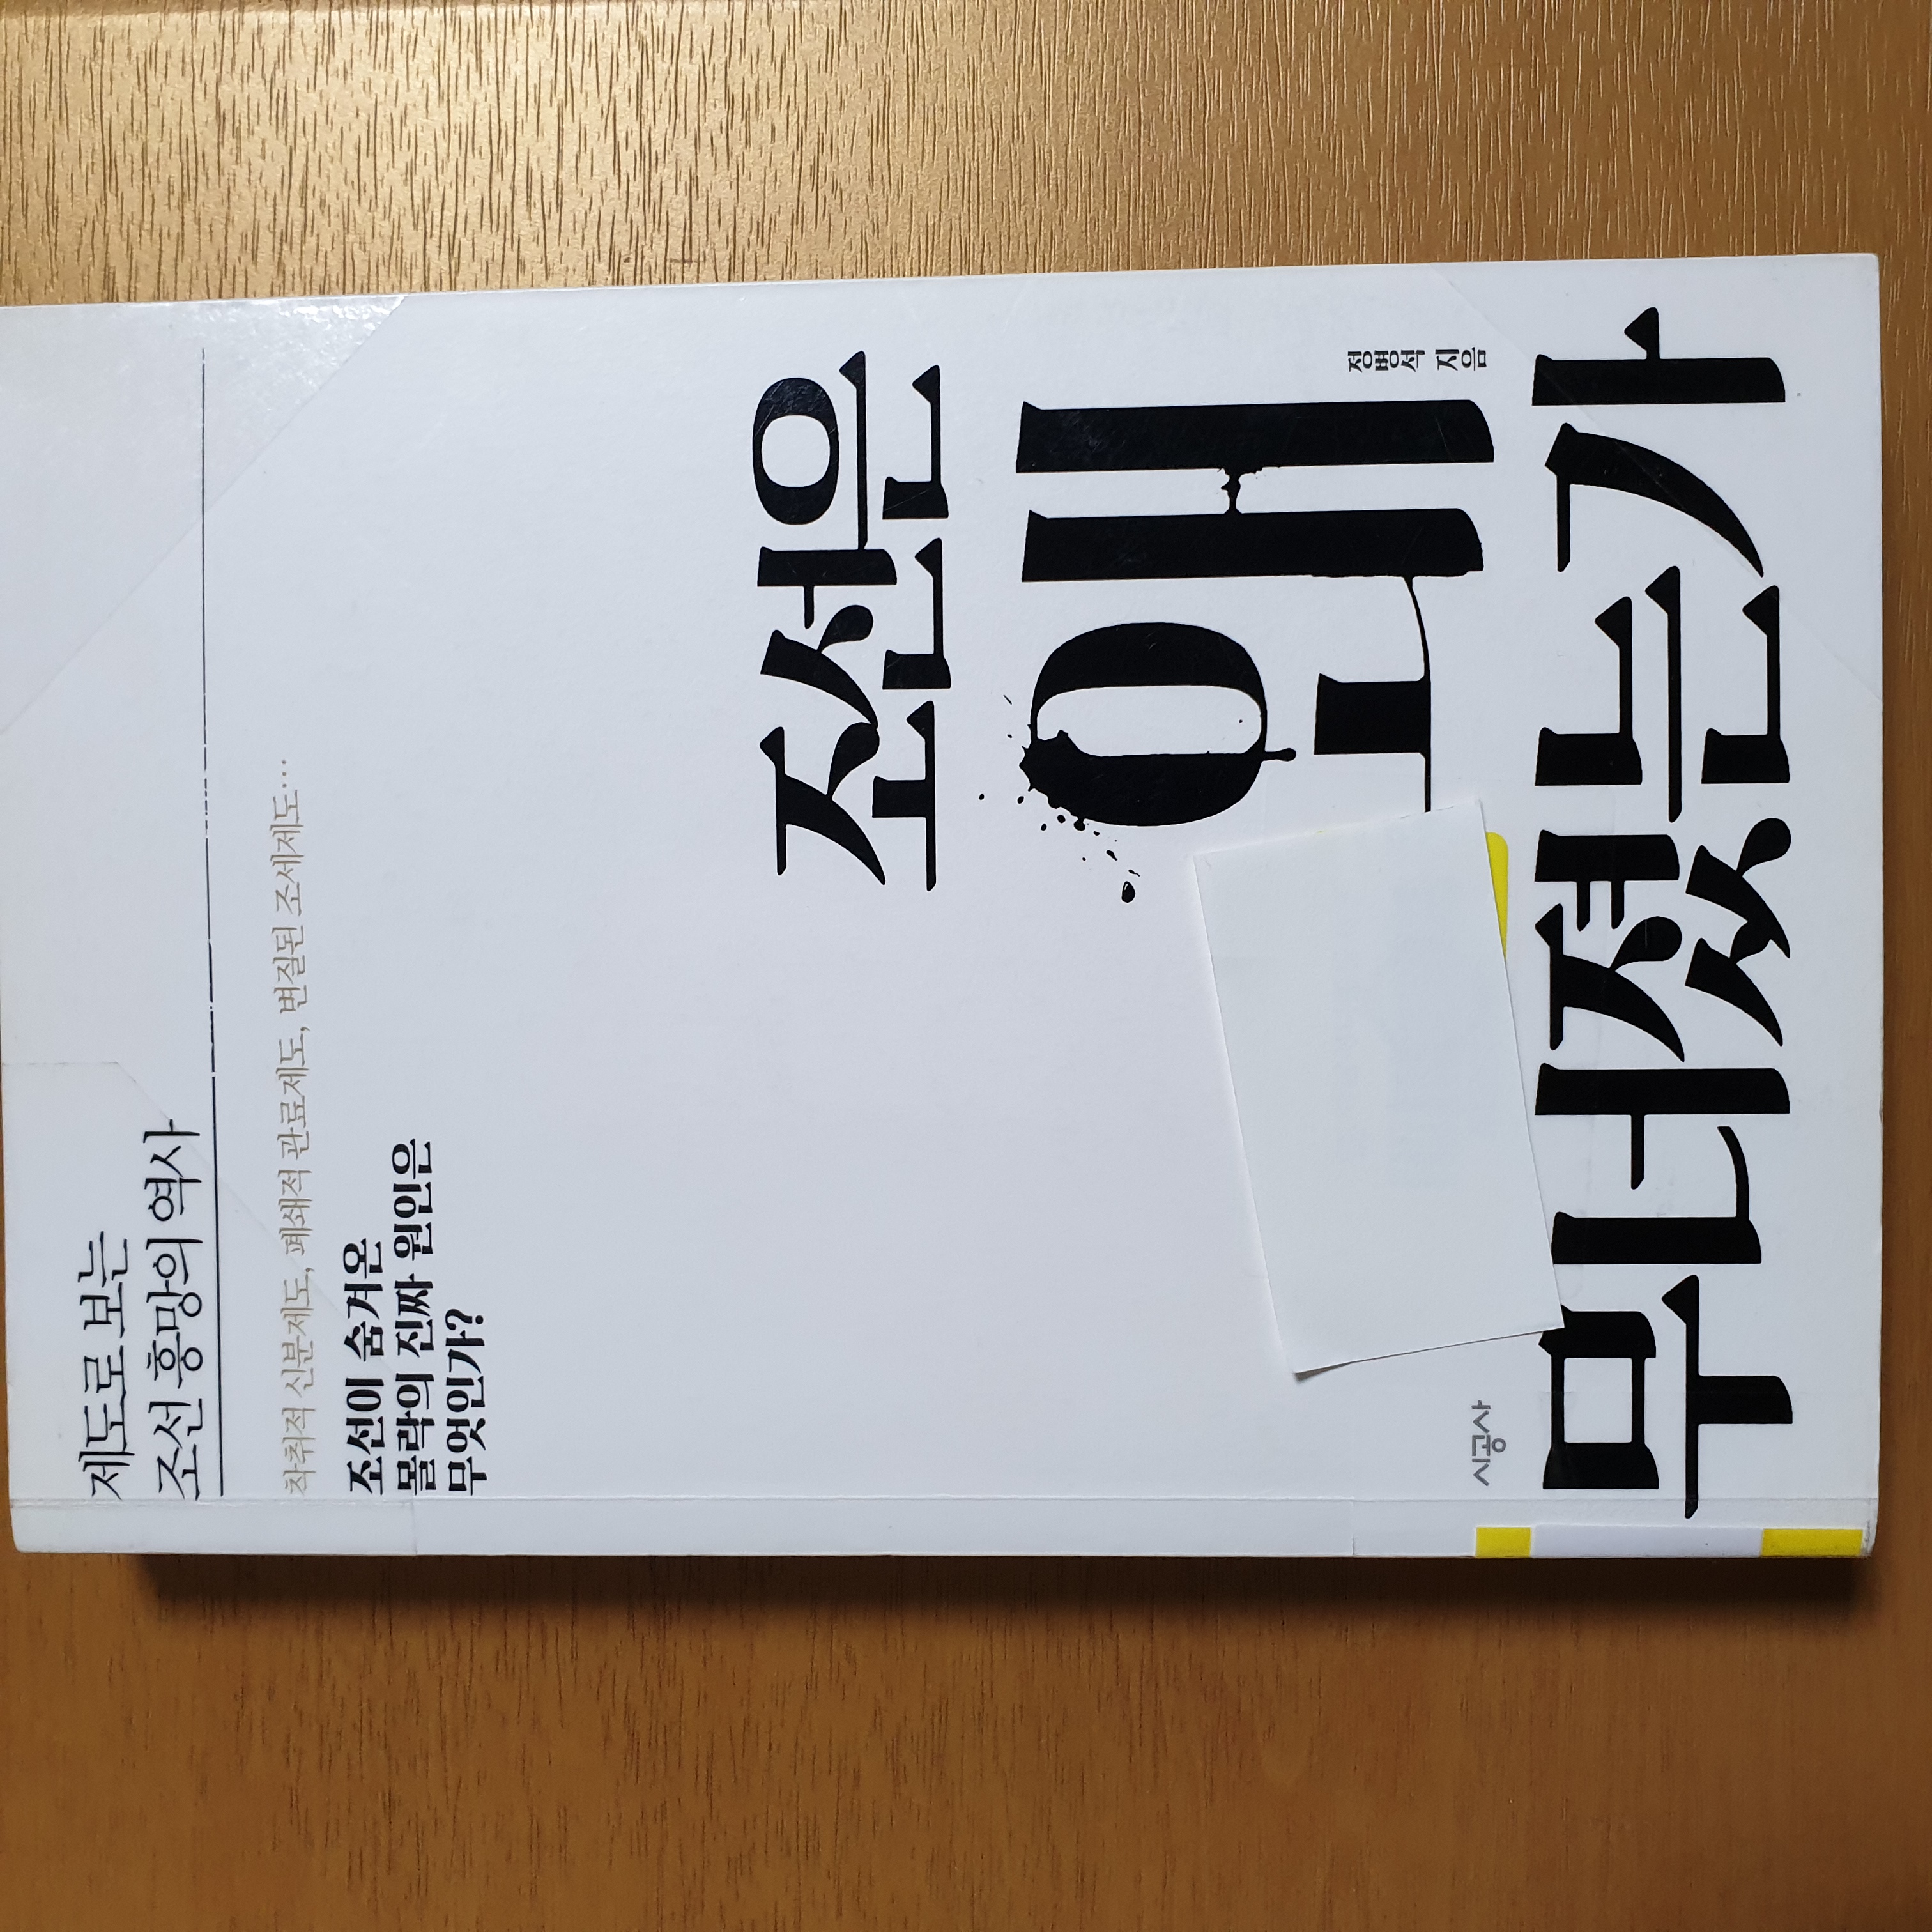 제도로 보는
조선 흥망의 역사
착취적 신분제도, 폐쇄적 관료제도, 변질된 조세제도…
조선이 숨겨온
몰락의 진짜 원인은
무엇인가?
조선은
왜
정병석 지음
무너졌는가
시공사